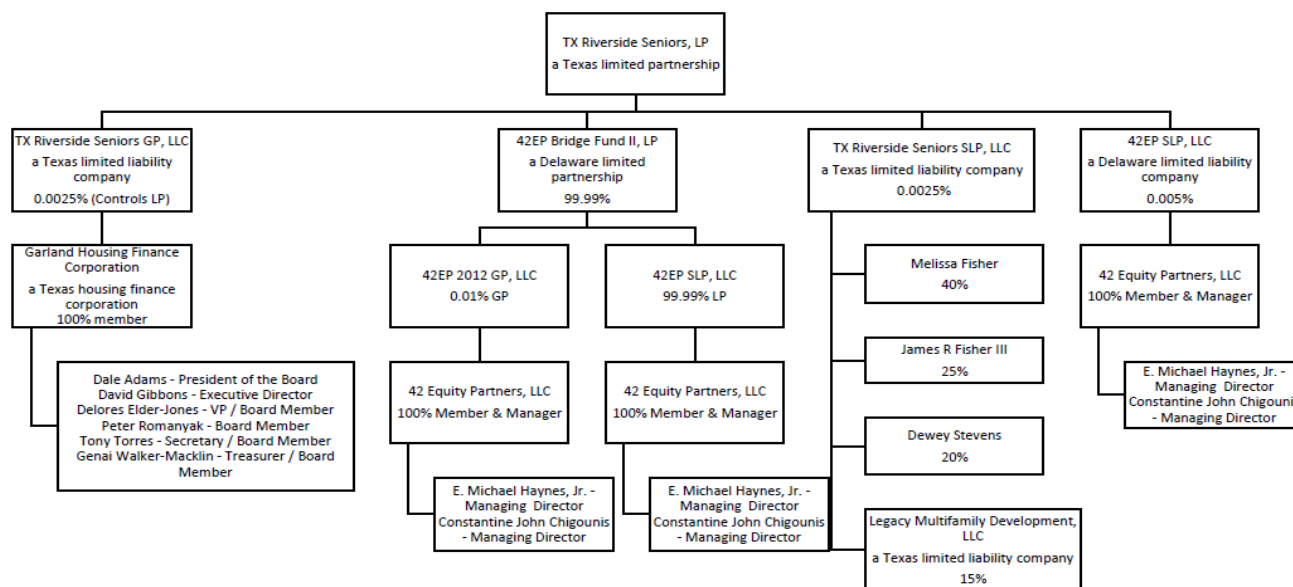 TX Riverside Seniors, LP
a Texas limited partnership
TX Riverside Seniors GP, LLC
a Texas limited liability
company
0.0025% (Controls LP)
42EP Bridge Fund II, LP
a Delaware limited
partnership
99.99%
TX Riverside Seniors SLP, LLC
a Texas limited liability company
0.0025%
42EP SLP, LLC
a Delaware limited liability
company
0.005%
Garland Housing Finance
Corporation
a Texas housing finance
corporation
100% member
42EP 2012 GP, LLC
0.01% GP
42EP SLP, LLC
99.99% LP
Melissa Fisher
40%
42 Equity Partners, LLC
100% Member & Manager
Dale Adams - President of the Board
David Gibbons - Executive Director
Delores Elder-Jones - VP / Board Member
Peter Romanyak - Board Member
Tony Torres - Secretary / Board Member
Genai Walker-Macklin - Treasurer / Board
Member
42 Equity Partners, LLC
100% Member & Manager
42 Equity Partners, LLC
100% Member & Manager
James R Fisher III
25%
E. Michael Haynes, Jr. -
Managing Director
Constantine John Chigounis
- Managing Director
Dewey Stevens
20%
E. Michael Haynes, Jr. -
Managing Director
Constantine John Chigounis
- Managing Director
E. Michael Haynes, Jr. -
Managing Director
Constantine John Chigounis
- Managing Director
Legacy Multifamily Development,
LLC
a Texas limited liability company
15%